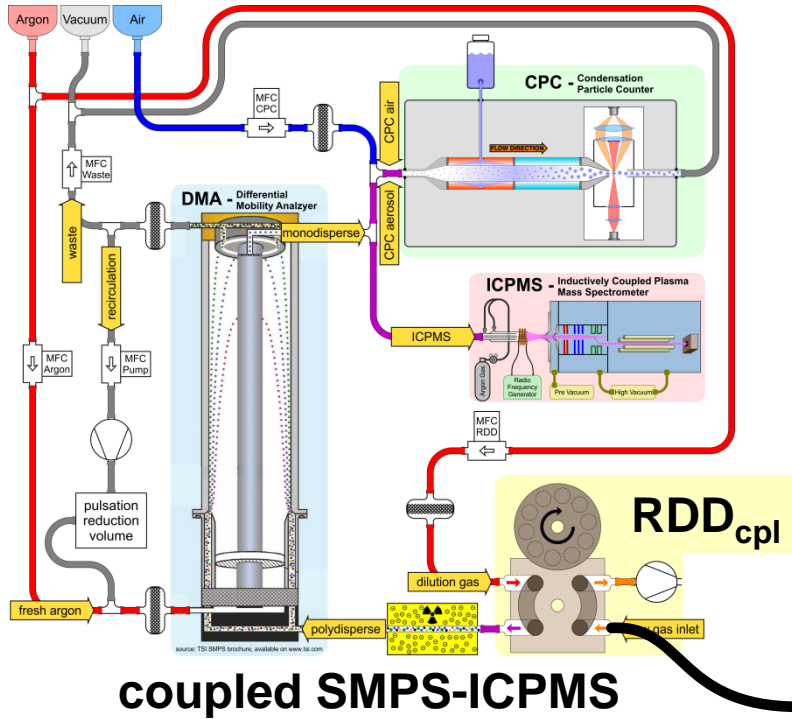 Argon
Vacuum
Air
MFC
CPC
CPC air
CPC - Condensation
Particle Counter
FLOW DIRECTION
MFC
Waste
waste
DMA - Differential
Mobility Analzyer
monodisperse
CPC aerosol
recirculation
ICPMS - Inductively Coupled Plasma
Mass Spectrometer
ICPMS
Argon Gas
Radio
Frequency
Generator
Pre Vacuum
High Vacuum
MFC
Argon
MFC
Pump
MFC
RDD
pulsation
reduction
volume
RDDcpl
dilution gas
fresh argon
polydisperse
gas inlet
source: TSI SMPS brochure, available on www.tsi.com
coupled SMPS-ICPMS